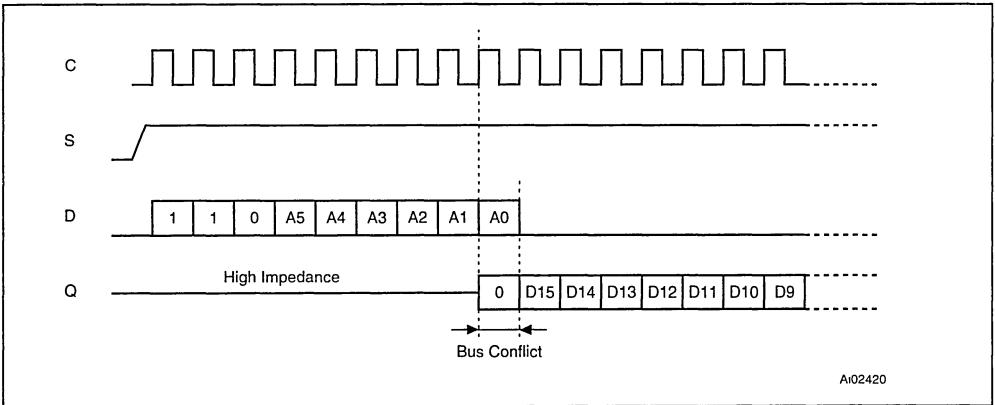 C
S
D 1 1 0 A5 A4 A3 A2 A1 A0
High Impedance
Q 0 D15 D14 D13 D12 D11 D10 D9
Bus Conflict
AI02420